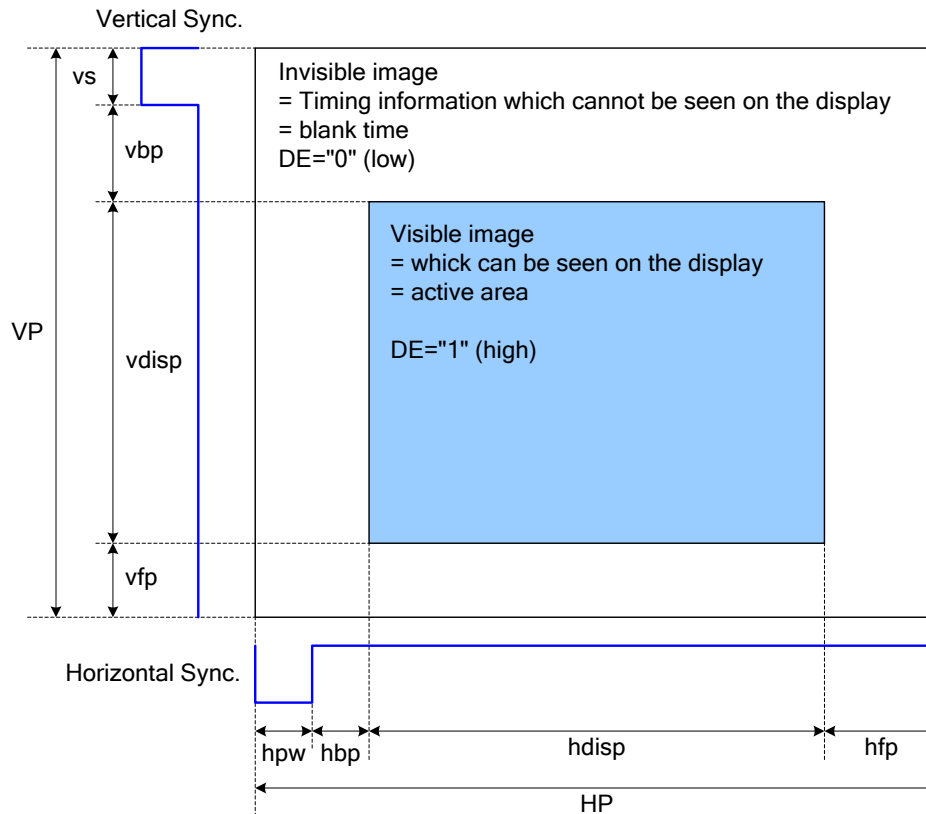 Vertical Sync.
vs
Invisible image
= Timing information which cannot be seen on the display
= blank time
DE="0" (low)
vbp
Visible image
= whick can be seen on the display
= active area
DE="1" (high)
VP
vdisp
vfp
Horizontal Sync.
hpw
hbp
hdisp
hfp
HP